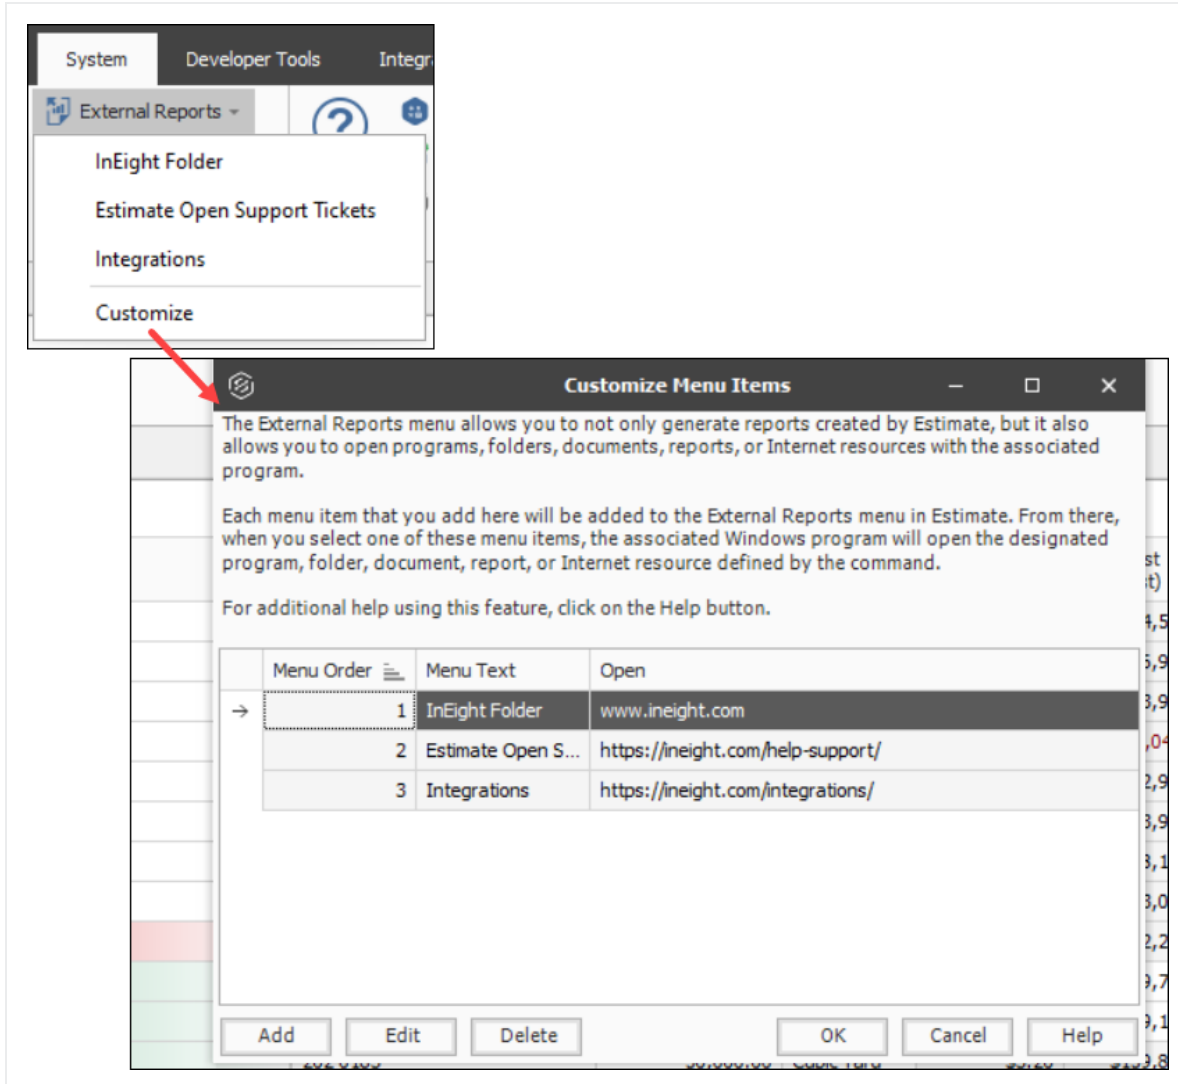 System Developer Tools
External Reports
InEight Folder
Estimate Open Support Tickets
Integrations
Customize
Customize Menu Items
The External Reports menu allows you to not only generate reports created by Estimate, but it also
allows you to open programs, folders, documents, reports, or Internet resources with the associated
program.
Each menu item that you add here will be added to the External Reports menu in Estimate. From there,
when you select one of these menu items, the associated Windows program will open the designated
program, folder, document, report, or Internet resource defined by the command.
For additional help using this feature, click on the Help button.
Menu Order Menu Text Open
1 InEight Folder www.ineight.com
2 Estimate Open S... https://ineight.com/help-support/
3 Integrations https://ineight.com/integrations/
Add Edit Delete OK Cancel Help